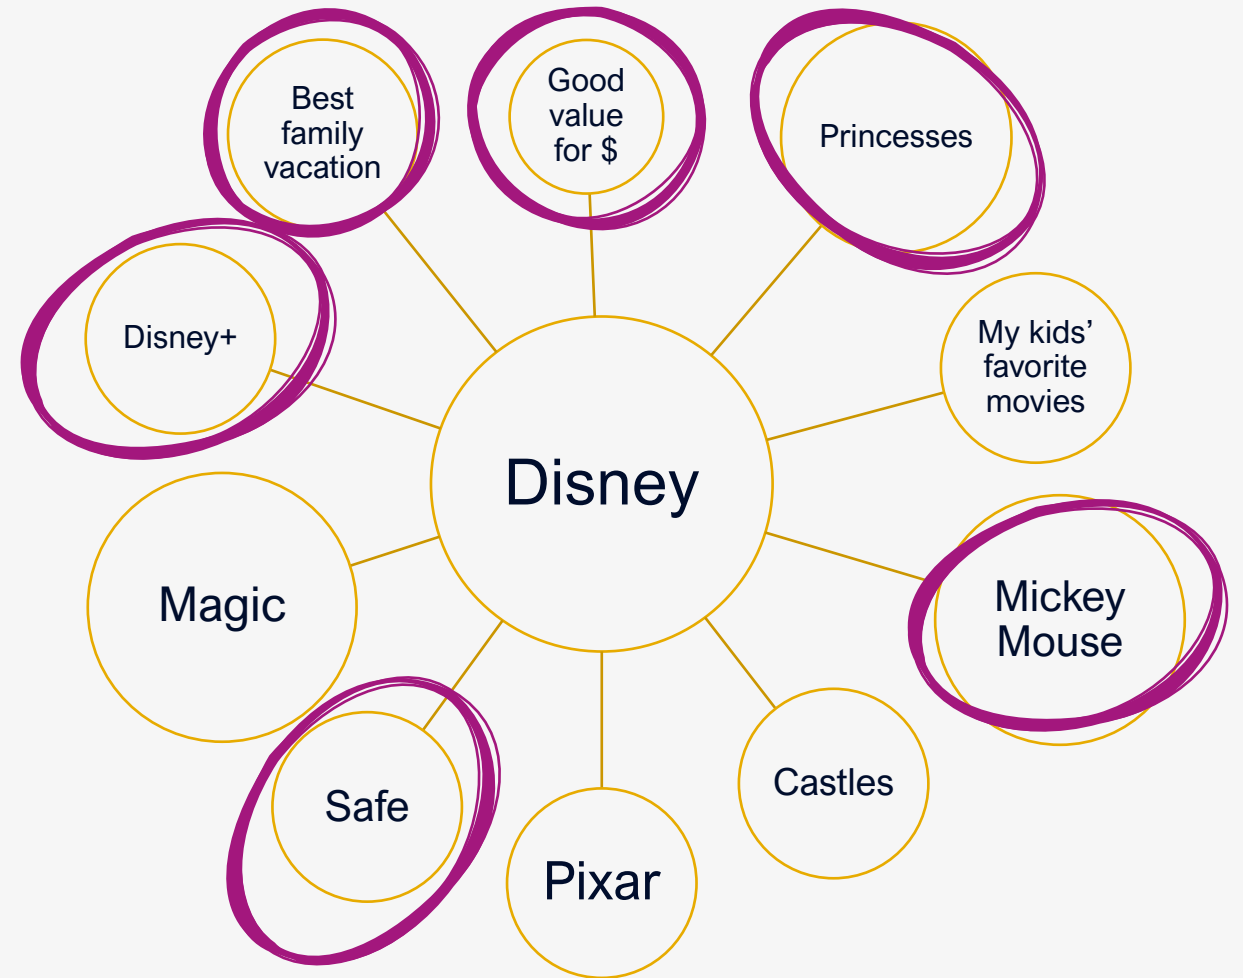 Best
family
vacation
Good
value
for $
Princesses
Disney+
My kids’
favorite
movies
Disney
Magic
Mickey
Mouse
Safe
Castles
Pixar